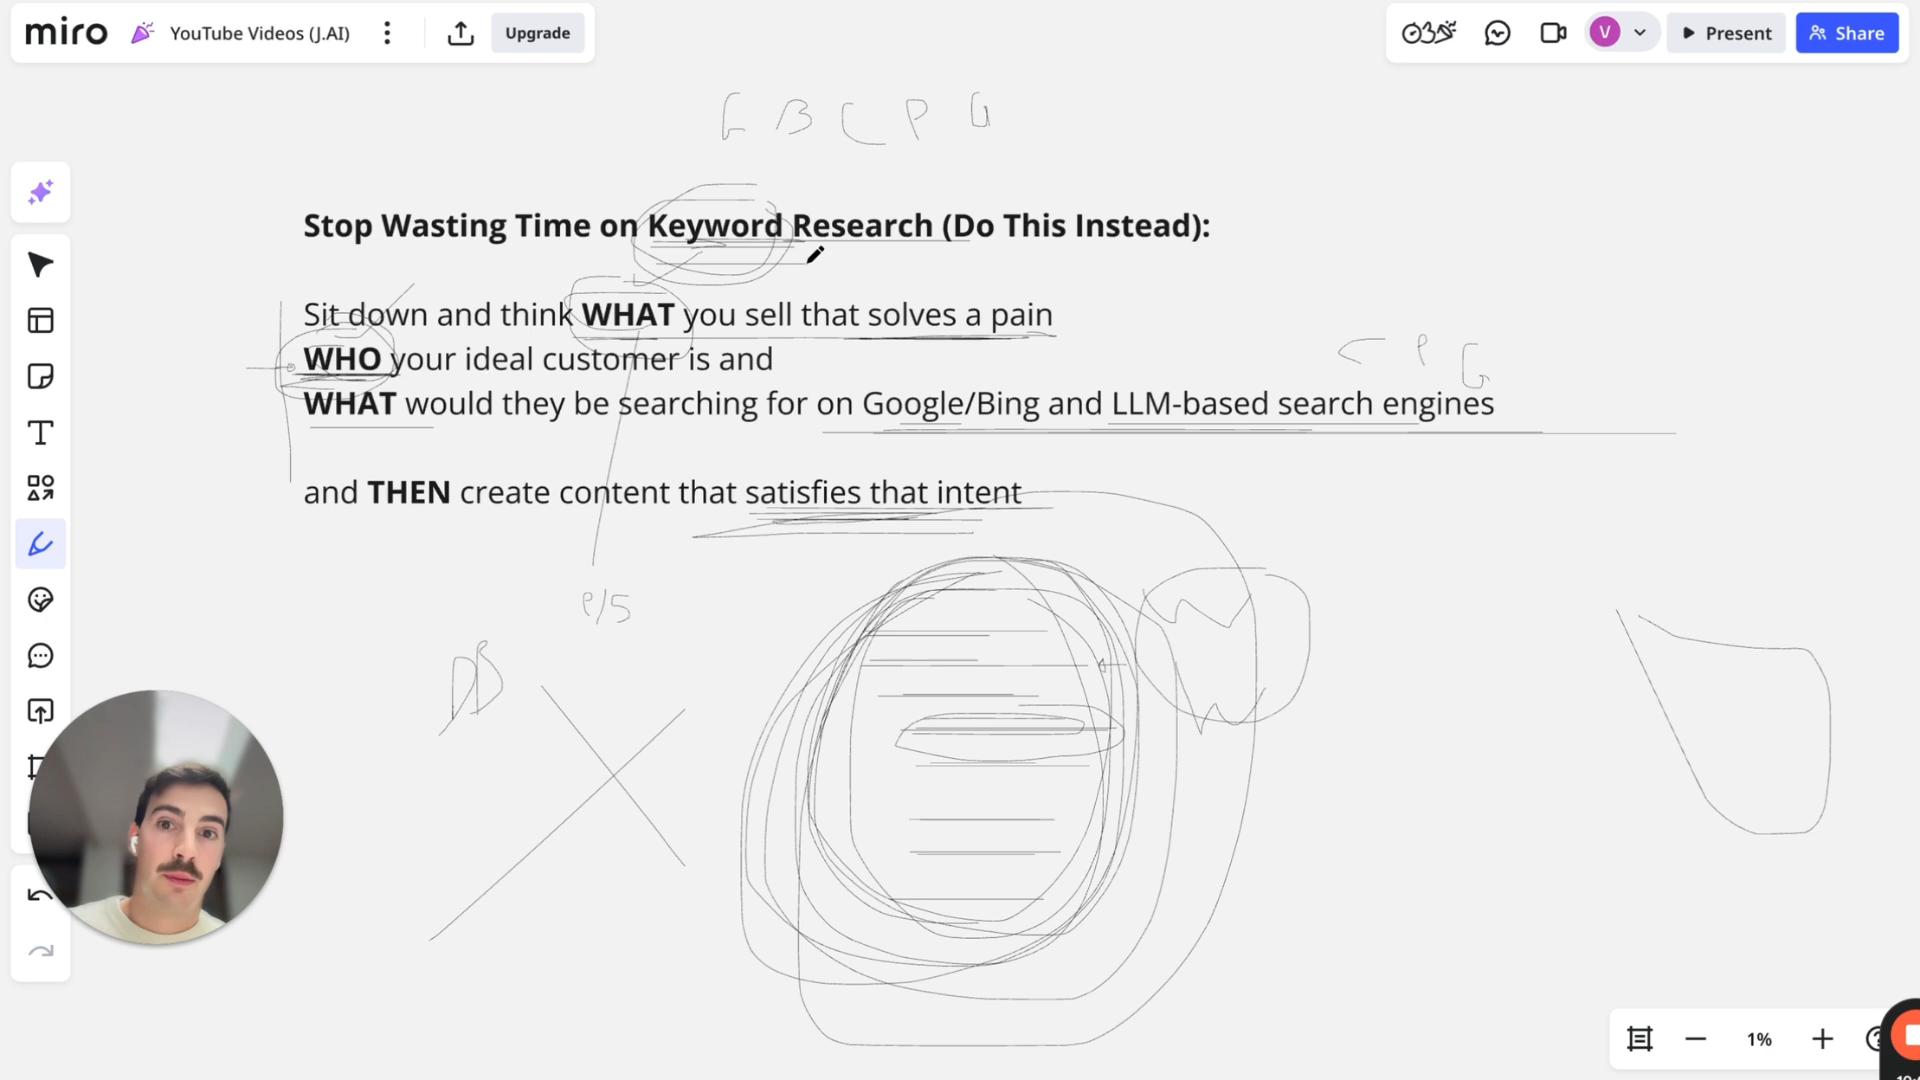 miro YouTube Videos (J.AI) Upgrade
V Present Share
G B C P G
Stop Wasting Time on Keyword Research (Do This Instead):
Sit down and think WHAT you sell that solves a pain
WHO your ideal customer is and
C P G
WHAT would they be searching for on Google/Bing and LLM-based search engines
and THEN create content that satisfies that intent
P/S
1%